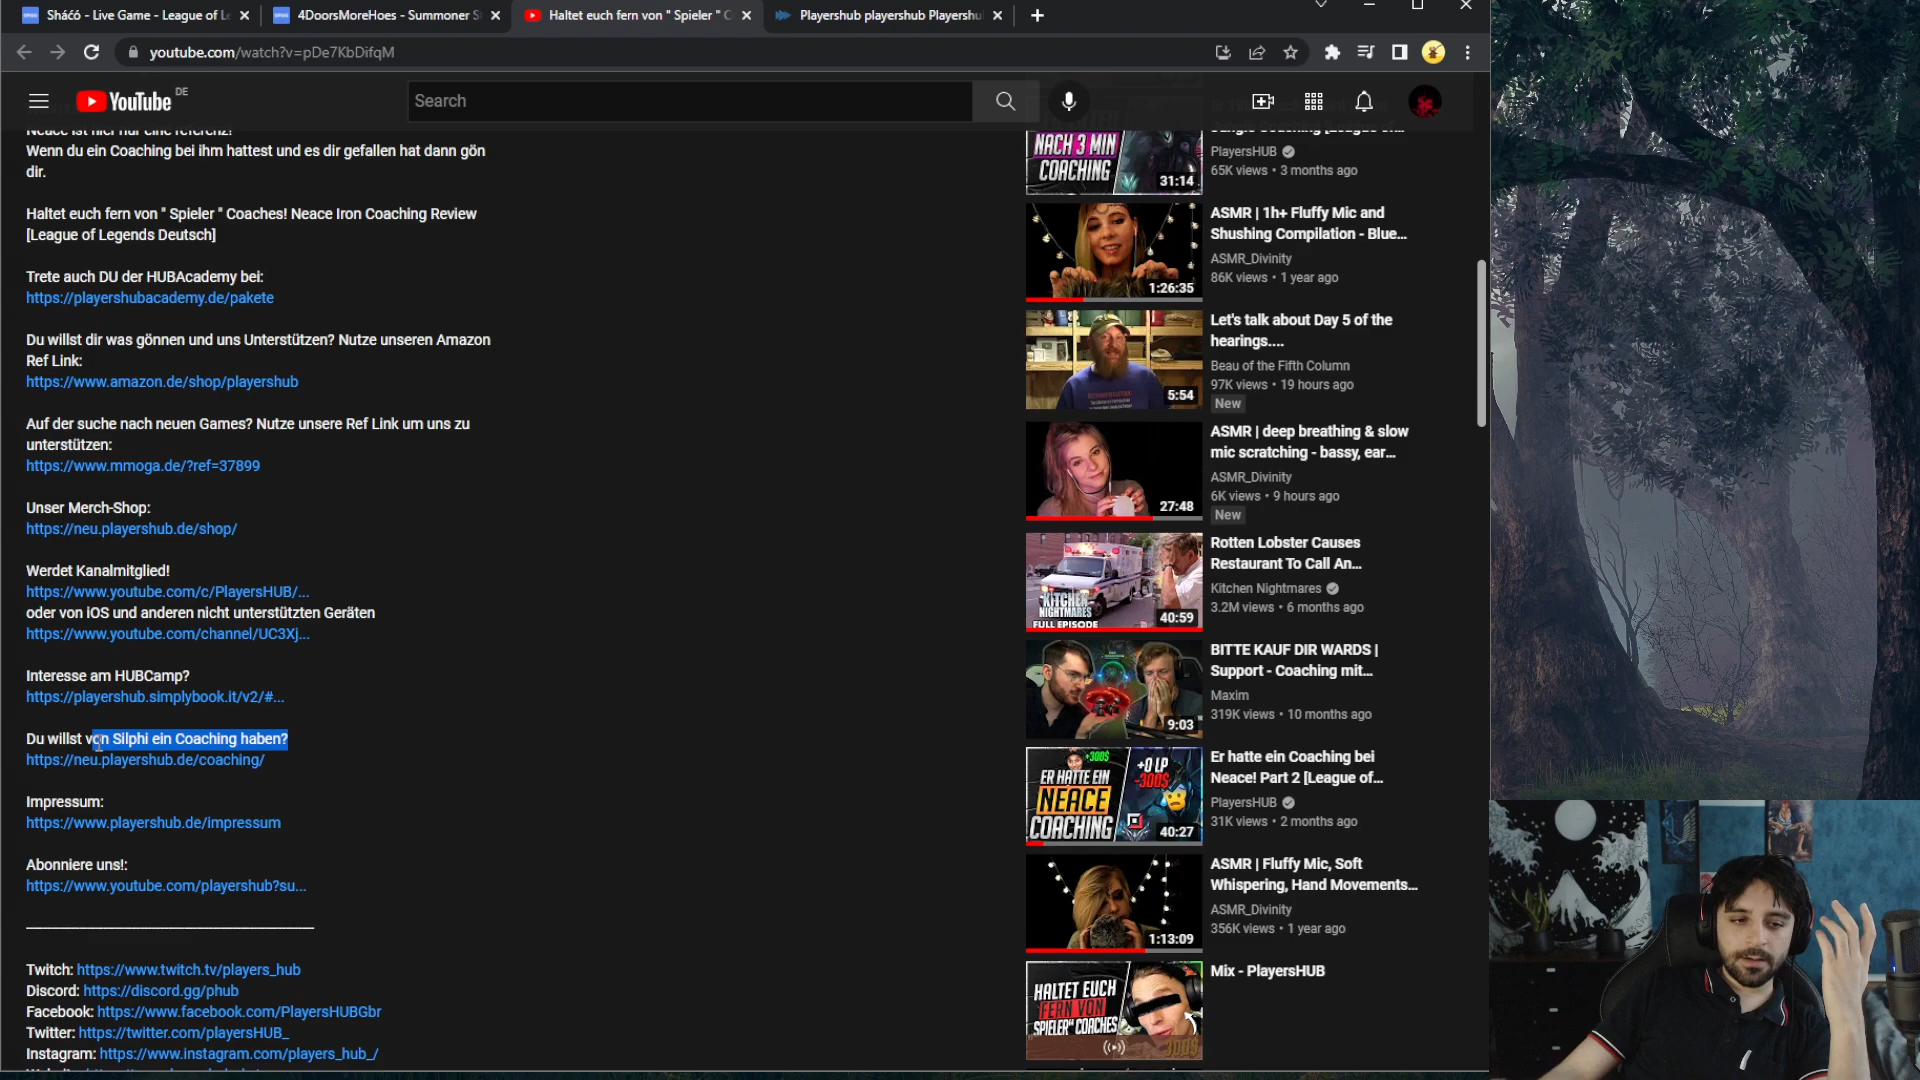 Sháćó - Live Game - League of L
4DoorsMoreHoes - Summoner S
Haltet euch fern von " Spieler " C
Playershub playershub Playershu
youtube.com/watch?v=pDe7KbDifqM
YouTube DE
Search
Neace ist hier nur eine referenz!
Wenn du ein Coaching bei ihm hattest und es dir gefallen hat dann gön
dir.
Haltet euch fern von " Spieler " Coaches! Neace Iron Coaching Review
[League of Legends Deutsch]
Trete auch DU der HUBAcademy bei:
https://playershubacademy.de/pakete
Du willst dir was gönnen und uns Unterstützen? Nutze unseren Amazon
Ref Link:
https://www.amazon.de/shop/playershub
Auf der suche nach neuen Games? Nutze unsere Ref Link um uns zu
unterstützen:
https://www.mmoga.de/?ref=37899
Unser Merch-Shop:
https://neu.playershub.de/shop/
Werdet Kanalmitglied!
https://www.youtube.com/c/PlayersHUB/...
oder von iOS und anderen nicht unterstützten Geräten
https://www.youtube.com/channel/UC3Xj...
Interesse am HUBCamp?
https://playershub.simplybook.it/v2/#...
Du willst von Silphi ein Coaching haben?
https://neu.playershub.de/coaching/
Impressum:
https://www.playershub.de/impressum
Abonniere uns!:
https://www.youtube.com/playershub?su...
Twitch: https://www.twitch.tv/players_hub
Discord: https://discord.gg/phub
Facebook: https://www.facebook.com/PlayersHUBGbr
Twitter: https://twitter.com/playersHUB_
Instagram: https://www.instagram.com/players_hub_/
NACH 3 MIN
COACHING
31:14
PlayersHUB
65K views • 3 months ago
1:26:35
ASMR | 1h+ Fluffy Mic and
Shushing Compilation - Blue...
ASMR_Divinity
86K views • 1 year ago
5:54
Let's talk about Day 5 of the
hearings....
Beau of the Fifth Column
97K views • 19 hours ago
New
27:48
ASMR | deep breathing & slow
mic scratching - bassy, ear...
ASMR_Divinity
6K views • 9 hours ago
New
KITCHEN
NIGHTMARES
FULL EPISODE
40:59
Rotten Lobster Causes
Restaurant To Call An...
Kitchen Nightmares
3.2M views • 6 months ago
9:03
BITTE KAUF DIR WARDS |
Support - Coaching mit...
Maxim
319K views • 10 months ago
+300$
ER HATTE EIN
NEACE
COACHING
+0 LP
-300$
40:27
Er hatte ein Coaching bei
Neace! Part 2 [League of...
PlayersHUB
31K views • 2 months ago
1:13:09
ASMR | Fluffy Mic, Soft
Whispering, Hand Movements...
ASMR_Divinity
356K views • 1 year ago
HALTET EUCH
FERN VON
SPIELER" COACHES
300$
Mix - PlayersHUB